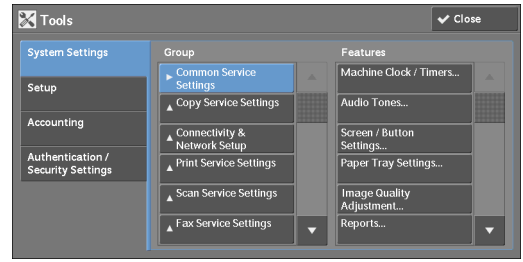 Tools
Close
System Settings
Setup
Accounting
Authentication /
Security Settings
Group
Common Service
Settings
Copy Service Settings
Connectivity &
Network Setup
Print Service Settings
Scan Service Settings
Fax Service Settings
Features
Machine Clock / Timers...
Audio Tones...
Screen / Button
Settings...
Paper Tray Settings...
Image Quality
Adjustment...
Reports...